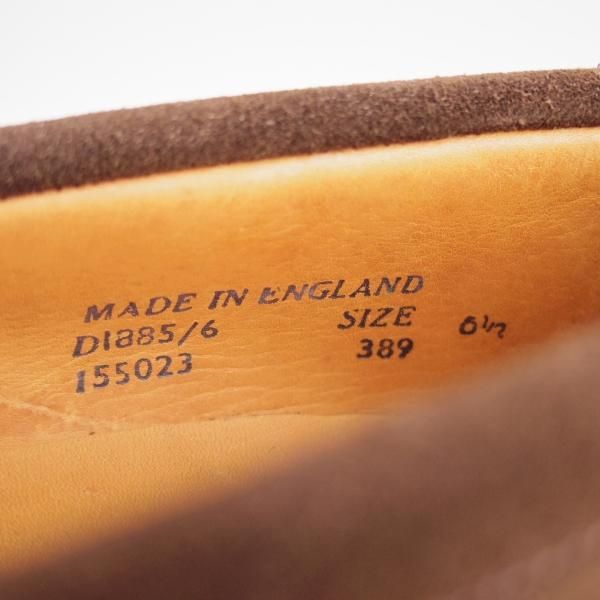 MADE IN ENGLAND
D1885/6 SIZE 6½
155023 389